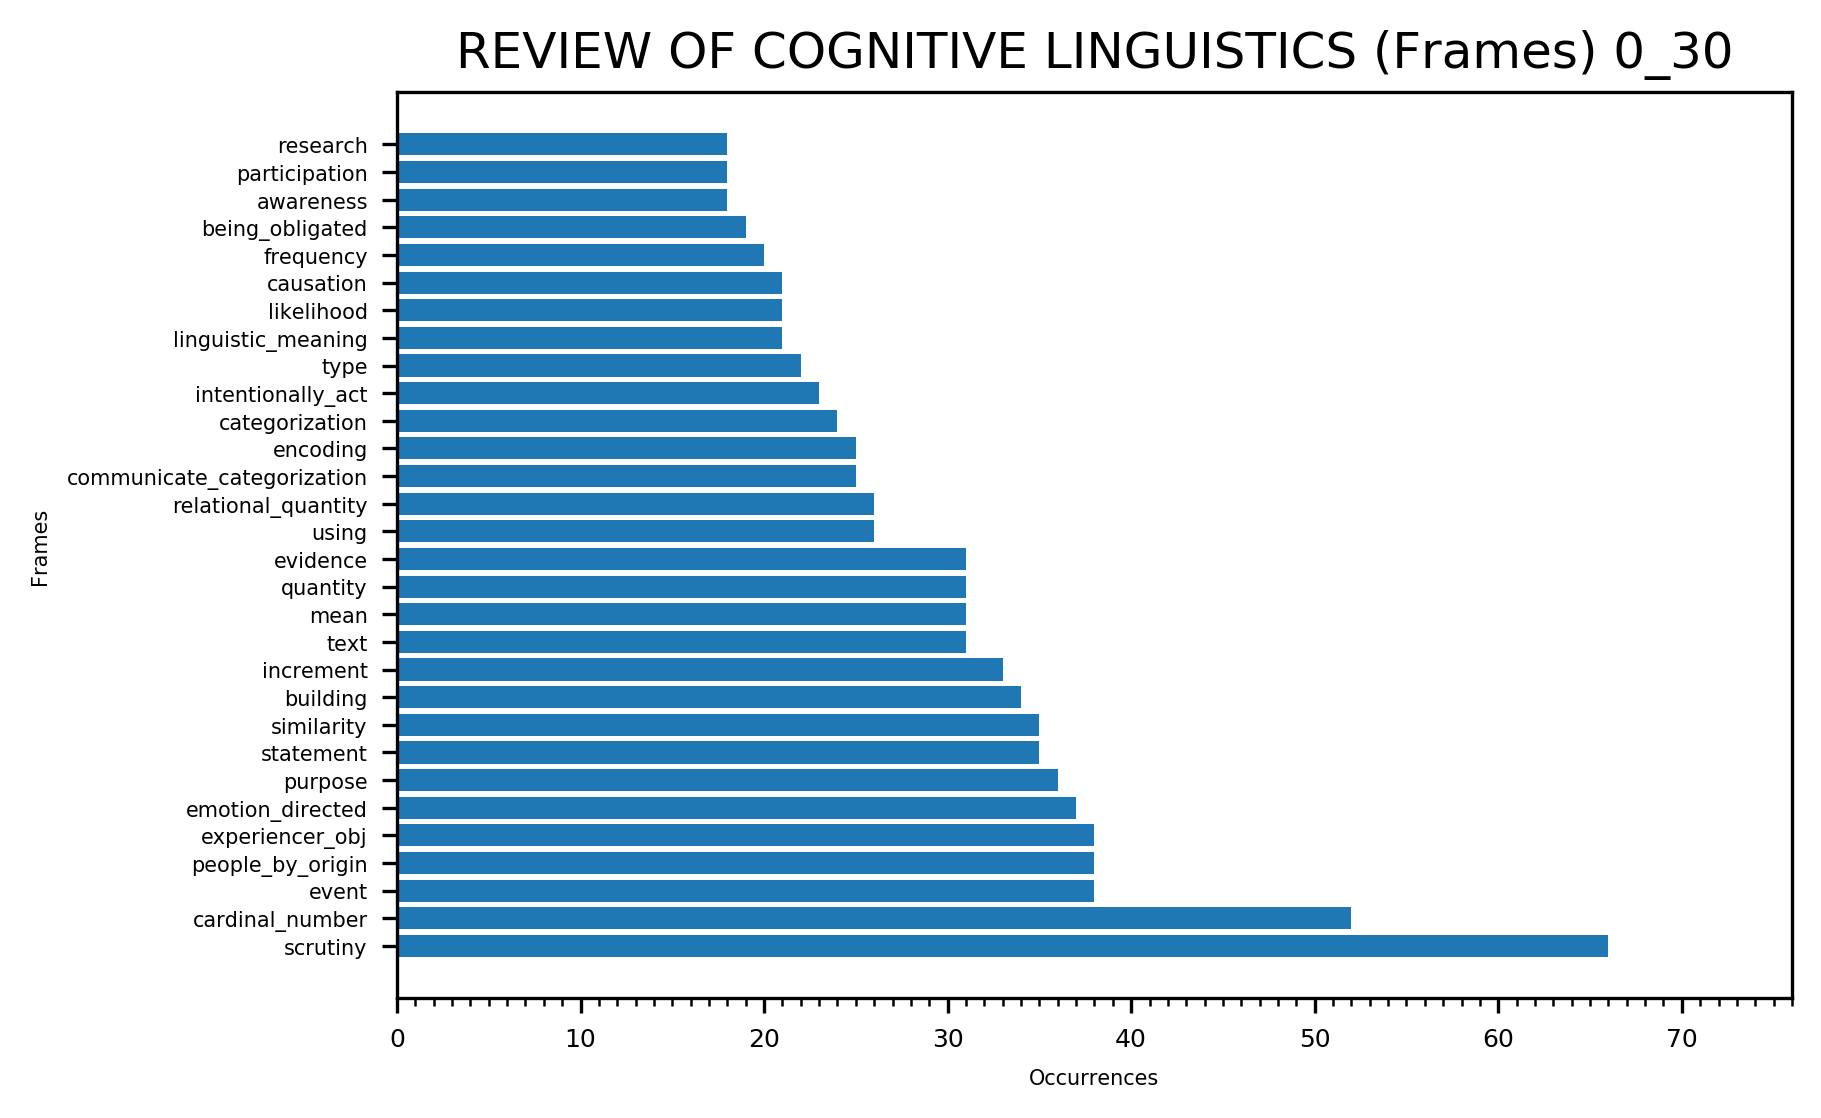 REVIEW OF COGNITIVE LINGUISTICS (Frames) 0_30
research
participation
awareness
being_obligated
frequency
causation
likelihood
linguistic_meaning
type
intentionally_act
categorization
encoding
communicate_categorization
relational_quantity
using
evidence
quantity
mean
text
increment
building
similarity
statement
purpose
emotion_directed
experiencer_obj
people_by_origin
event
cardinal_number
scrutiny
Frames
0 10 20 30 40 50 60 70
Occurrences